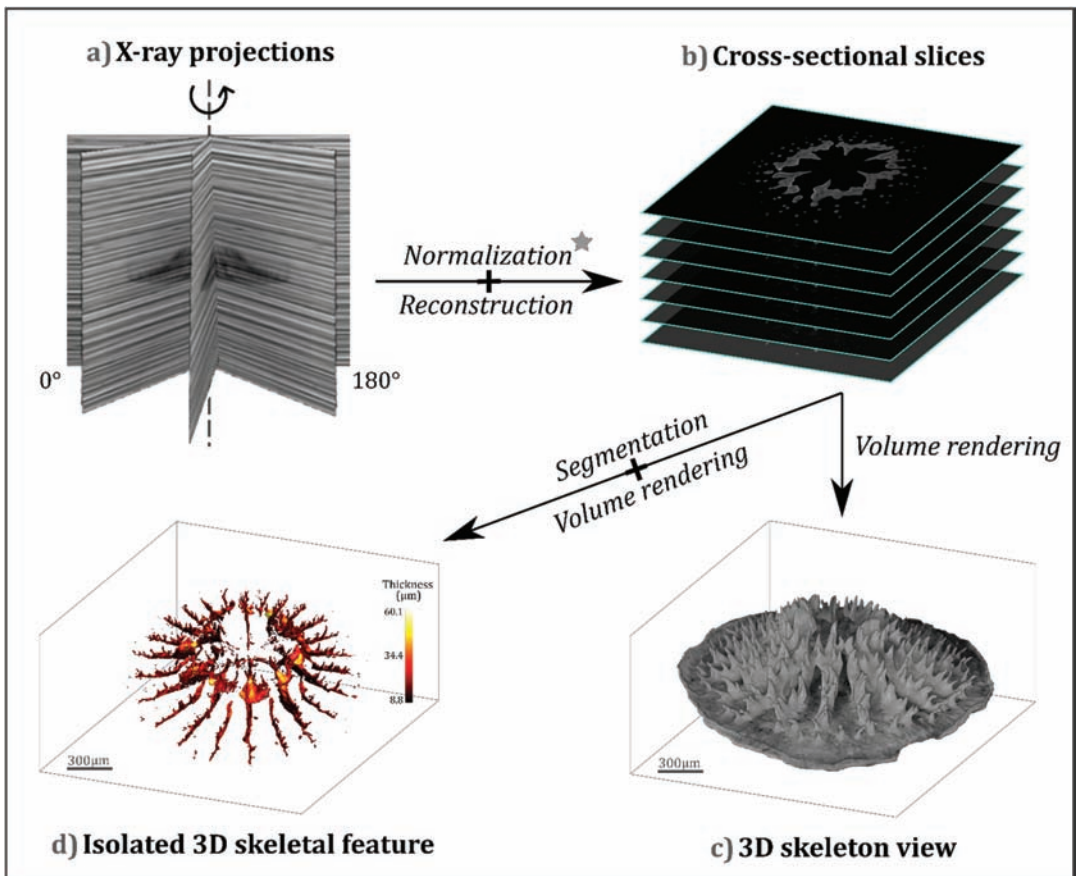 a) X-ray projections
b) Cross-sectional slices
0°
180°
Normalization
Reconstruction
Segmentation
Volume rendering
Volume rendering
Thickness
(μm)
60.1
34.4
8.8
300μm
300μm
d) Isolated 3D skeletal feature
c) 3D skeleton view